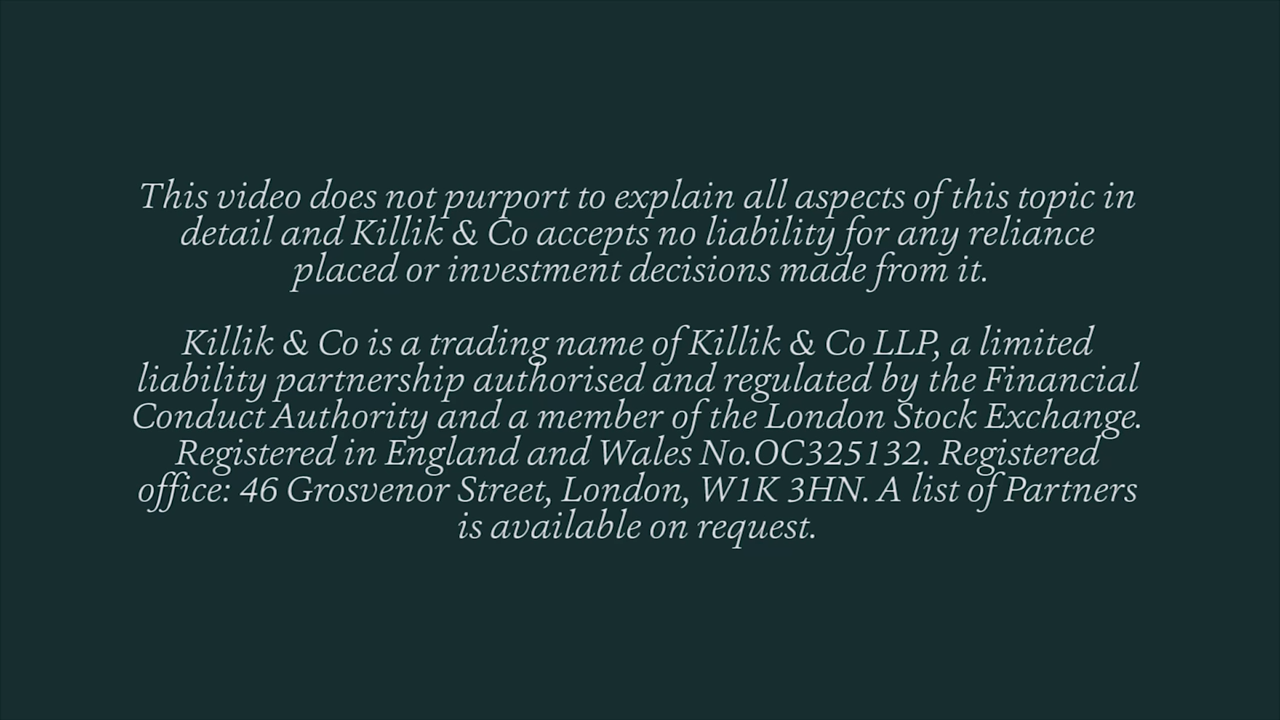 This video does not purport to explain all aspects of this topic in
detail and Killik & Co accepts no liability for any reliance
placed or investment decisions made from it.
Killik & Co is a trading name of Killik & Co LLP, a limited
liability partnership authorised and regulated by the Financial
Conduct Authority and a member of the London Stock Exchange.
Registered in England and Wales No.OC325132. Registered
office: 46 Grosvenor Street, London, W1K 3HN. A list of Partners
is available on request.